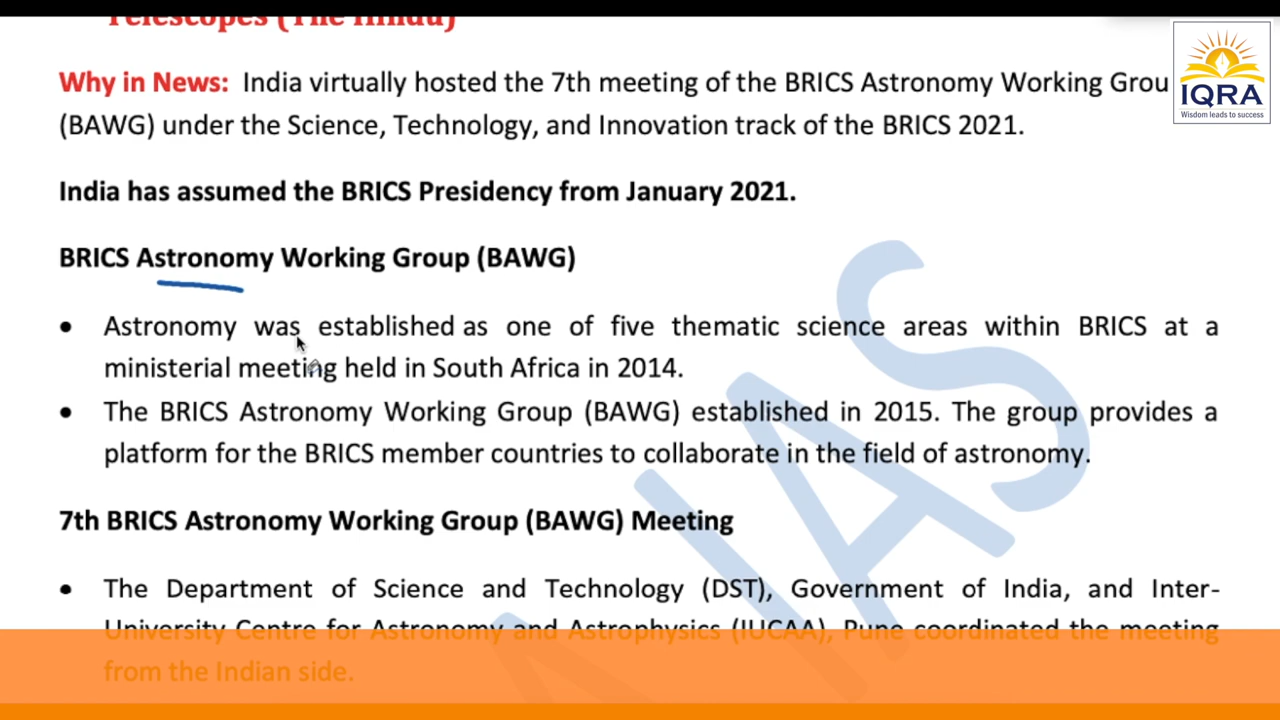 Telescopes (The Hindu)
Why in News: India virtually hosted the 7th meeting of the BRICS Astronomy Working Grou
(BAWG) under the Science, Technology, and Innovation track of the BRICS 2021.
India has assumed the BRICS Presidency from January 2021.
BRICS Astronomy Working Group (BAWG)
• Astronomy was established as one of five thematic science areas within BRICS at a
ministerial meeting held in South Africa in 2014.
• The BRICS Astronomy Working Group (BAWG) established in 2015. The group provides a
platform for the BRICS member countries to collaborate in the field of astronomy.
7th BRICS Astronomy Working Group (BAWG) Meeting
• The Department of Science and Technology (DST), Government of India, and Inter-
University Centre for Astronomy and Astrophysics (IUCAA), Pune coordinated the meeting
from the Indian side.
IQRA
Wisdom leads to success
IAS